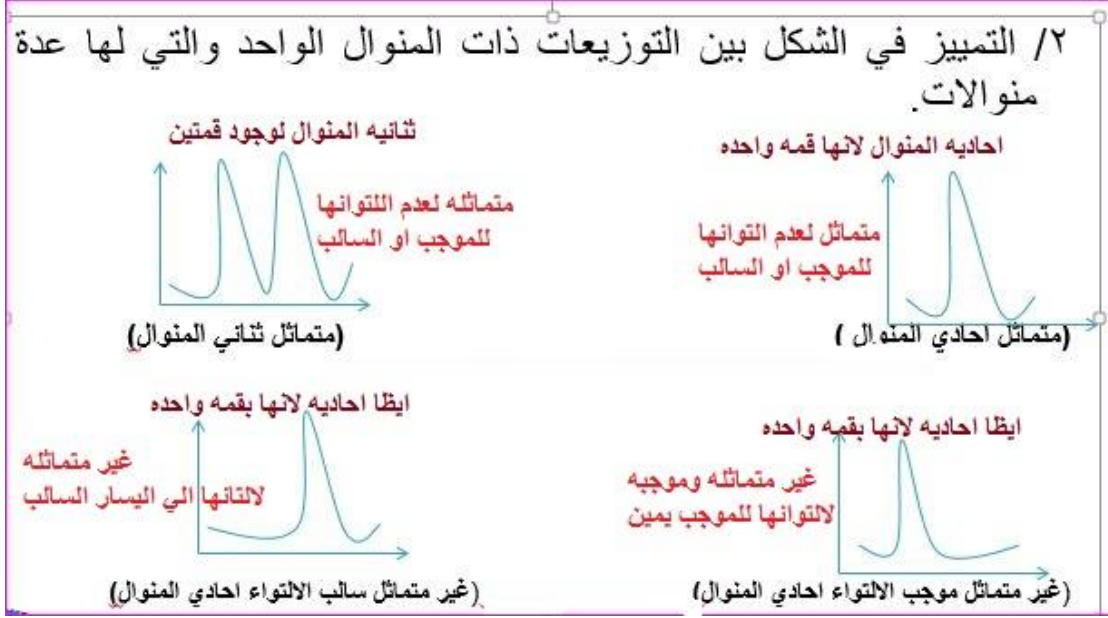 ٢/ التمييز في الشكل بين التوزيعات ذات المنوال الواحد والتي لها عدة
منوالات.
احاديه المنوال لانها قمه واحده
متماثل لعدم التوانها
للموجب او السالب
(متماثل احادي المنوال )
ثنانيه المنوال لوجود قمتين
متماثله لعدم اللتوانها
للموجب او السالب
(متماثل ثنائي المنوال)
ايظا احاديه لانها بقمه واحده
غير متماثله وموجبه
لالتوانها للموجب يمين
(غير متماثل موجب الالتواء احادي المنوال)
ايظا احاديه لانها بقمه واحده
غير متماثله
لالتانها الي اليسار السالب
(غير متماثل سالب الالتواء احادي المنوال)